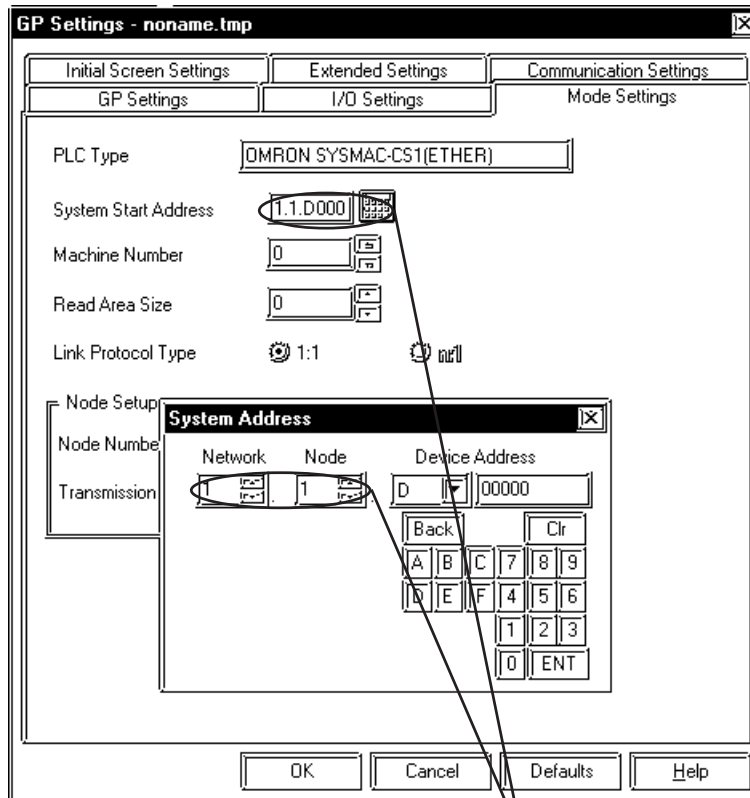 GP Settings - noname.tmp
Initial Screen Settings Extended Settings Communication Settings
GP Settings I/O Settings Mode Settings
PLC Type OMRON SYSMAC-CS1(ETHER)
System Start Address 1.1.D000
Machine Number 0
Read Area Size 0
Link Protocol Type 1:1 n:1
Node Setup
Node Numbe
Transmission
System Address
Network Node Device Address
1 . 1 . D 00000
Back Clr
A B C 7 8 9
D E F 4 5 6
1 2 3
0 ENT
OK Cancel Defaults Help